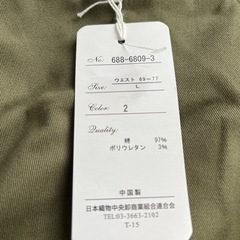 No. 688-6809-3
ウエスト 69～77
Size: L
Color: 2
Quality:
綿 97%
ポリウレタン 3%
中国製
日本織物中央卸商業組合連合会
TEL 03-3663-2102
T-15